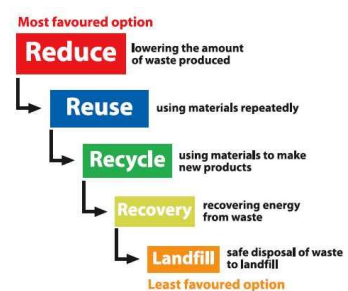 Most favoured option
Reduce
lowering the amount
of waste produced
Reuse
using materials repeatedly
Recycle
using materials to make
new products
Recovery
recovering energy
from waste
Landfill
safe disposal of waste
to landfill
Least favoured option